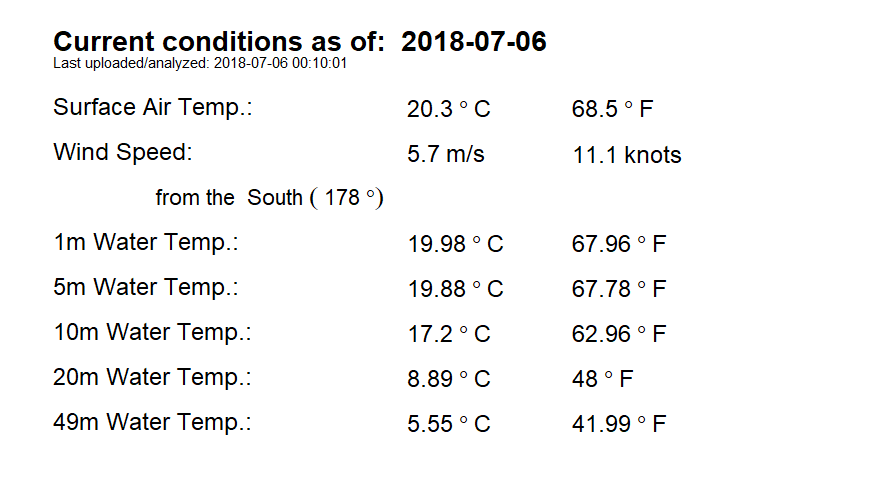 Current conditions as of: 2018-07-06
Last uploaded/analyzed: 2018-07-06 00:10:01
Surface Air Temp.: 20.3 ° C 68.5 ° F
Wind Speed: 5.7 m/s 11.1 knots
from the South ( 178 °)
1m Water Temp.: 19.98 ° C 67.96 ° F
5m Water Temp.: 19.88 ° C 67.78 ° F
10m Water Temp.: 17.2 ° C 62.96 ° F
20m Water Temp.: 8.89 ° C 48 ° F
49m Water Temp.: 5.55 ° C 41.99 ° F